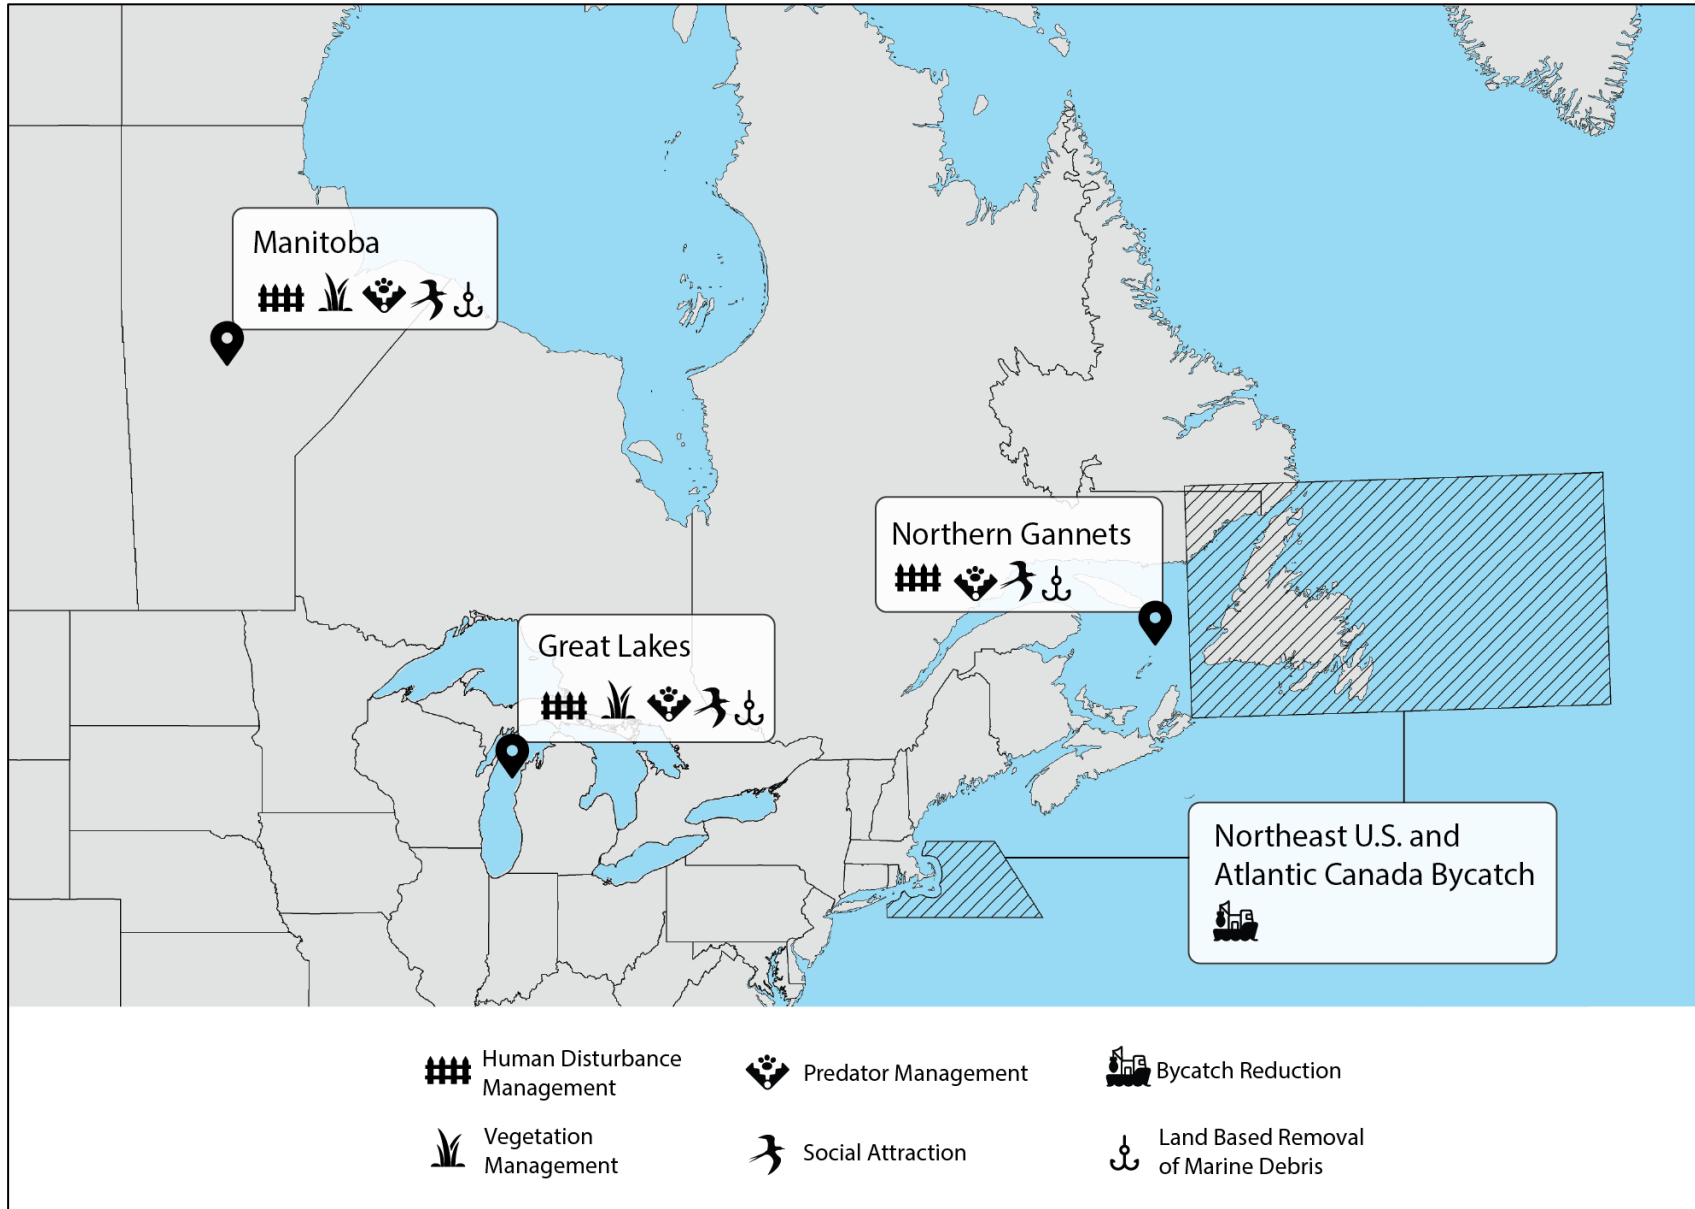 Manitoba
Northern Gannets
Great Lakes
Northeast U.S. and
Atlantic Canada Bycatch
Human Disturbance
Management
Predator Management
Bycatch Reduction
Vegetation
Management
Social Attraction
Land Based Removal
of Marine Debris